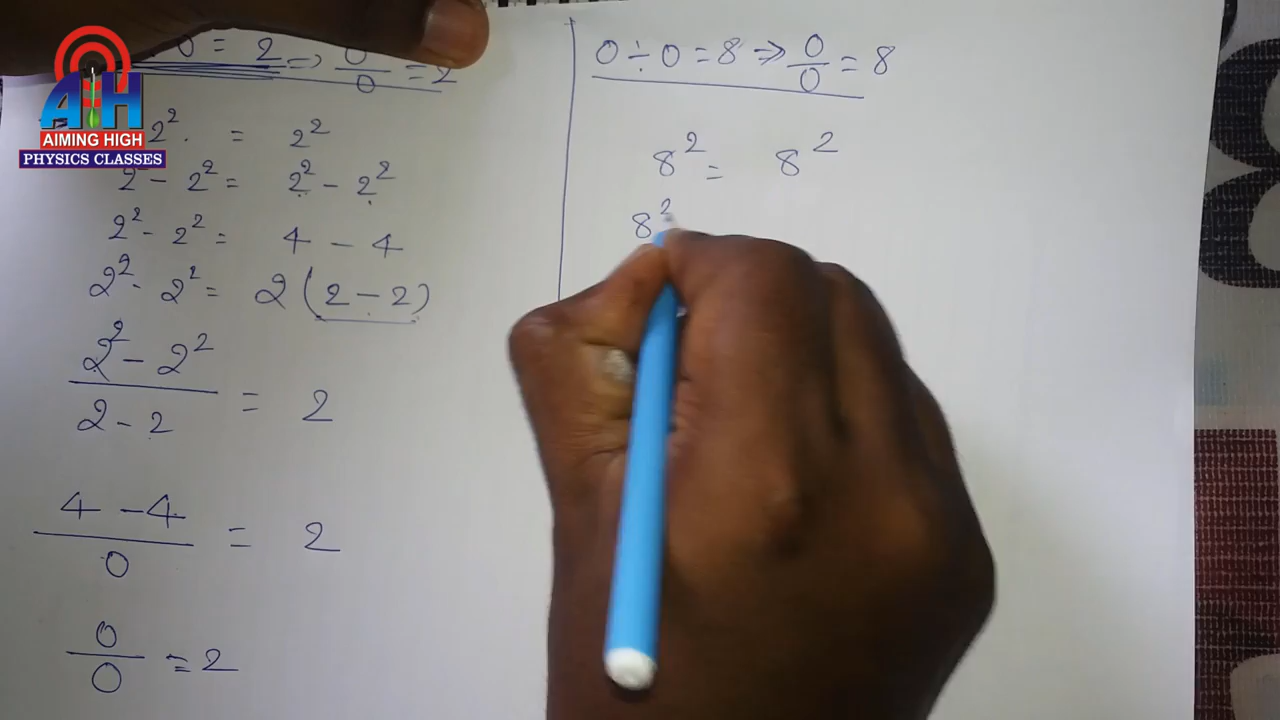 AIMING HIGH
PHYSICS CLASSES
0 = 2 ⇒ 0/0 = 2
2² = 2²
2² - 2² = 2² - 2²
2² - 2² = 4 - 4
2² - 2² = 2 (2 - 2)
2² - 2²
2 - 2
= 2
4 - 4
0
= 2
0
0
= 2
0 ÷ 0 = 8 ⇒ 0/0 = 8
8² = 8²
8²